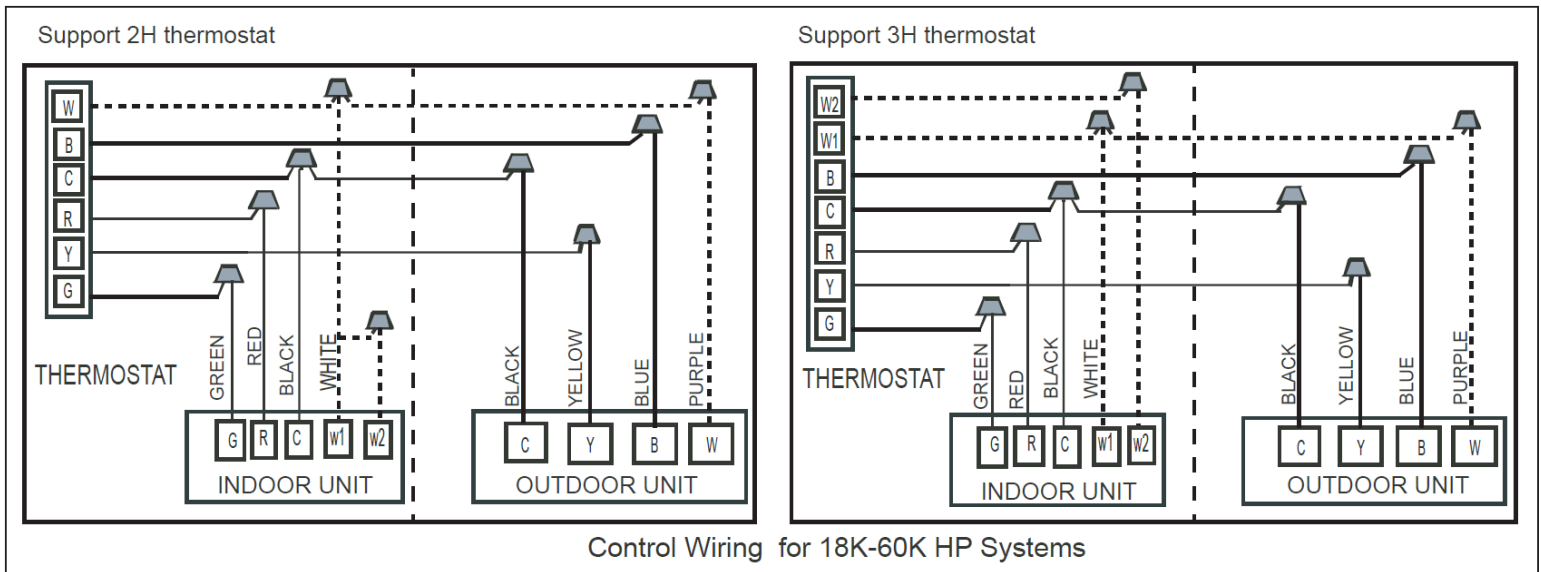 Support 2H thermostat
W
B
C
R
Y
G
THERMOSTAT
GREEN
RED
BLACK
WHITE
BLACK
YELLOW
BLUE
PURPLE
G R C w1 w2
INDOOR UNIT
C Y B W
OUTDOOR UNIT
Support 3H thermostat
W2
W1
B
C
R
Y
G
THERMOSTAT
GREEN
RED
BLACK
WHITE
BLACK
YELLOW
BLUE
PURPLE
G R C w1 w2
INDOOR UNIT
C Y B W
OUTDOOR UNIT
Control Wiring for 18K-60K HP Systems